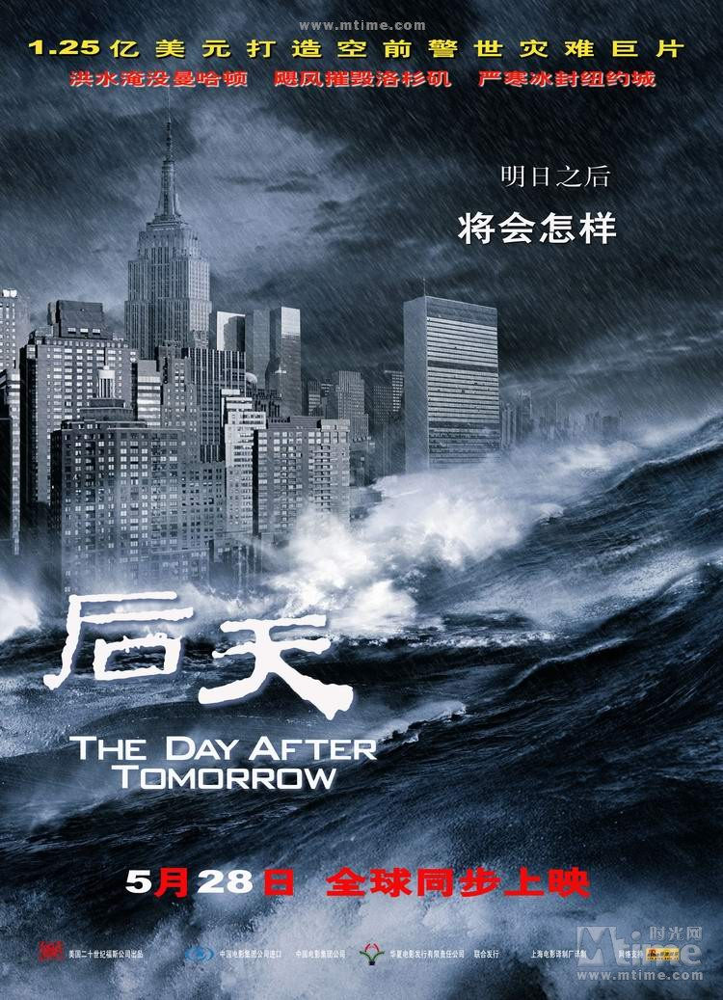 www.mtime.com
1.25亿美元打造空前警世灾难巨片
洪水淹没曼哈顿 飓风摧毁洛杉矶 严寒冰封纽约城
明日之后
将会怎样
后天
THE DAY AFTER
TOMORROW
5月28日 全球同步上映
美国二十世纪福斯公司出品 中国电影集团公司进口 中国电影集团公司 华夏电影发行有限责任公司 联合发行 上海电影译制厂译制 网络支持
Mtime 时光网
www.mtime.com